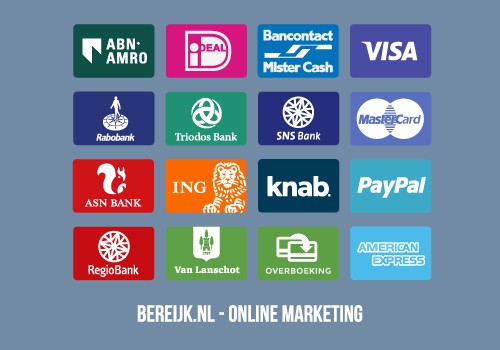 ABN·
AMRO
iDEAL
Bancontact
Mister Cash
VISA
Rabobank
Triodos Bank
SNS Bank
MasterCard
ASN BANK
ING
knab.
PayPal
RegioBank
Van Lanschot
OVERBOEKING
AMERICAN
EXPRESS
BEREIJK.NL - ONLINE MARKETING